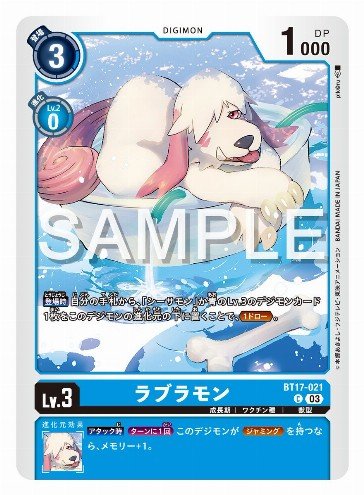 DIGIMON
登場
3
DP
1000
進化
Lv.2
0
SAMPLE
BANDAI MADE IN JAPAN
登場時 自分の手札から、「シーサモン」か青のLv.3のデジモンカード
1枚をこのデジモンの進化元の下に置くことで、1ドロー。
Lv.3
ラブラモン
BT17-021
C 03
成長期 ワクチン種 獣型
進化元効果
アタック時 ターンに1回 このデジモンが ジャミング を持つな
ら、メモリー+1。